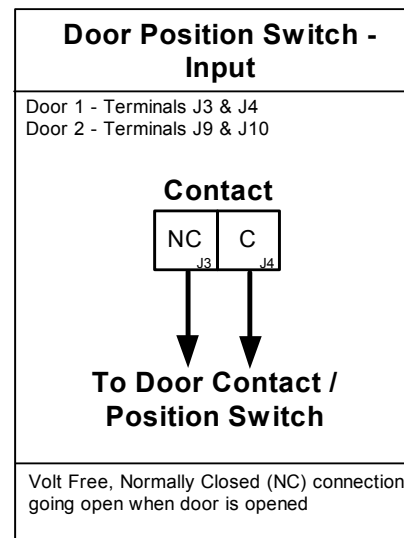 Door Position Switch -
Input
Door 1 - Terminals J3 & J4
Door 2 - Terminals J9 & J10
Contact
NC C
J3 J4
To Door Contact /
Position Switch
Volt Free, Normally Closed (NC) connection
going open when door is opened